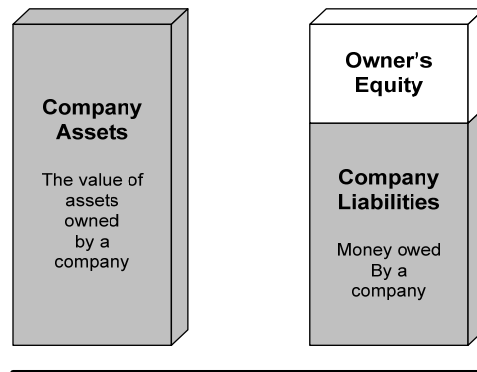 Company
Assets
The value of
assets
owned
by a
company
Owner's
Equity
Company
Liabilities
Money owed
By a
company